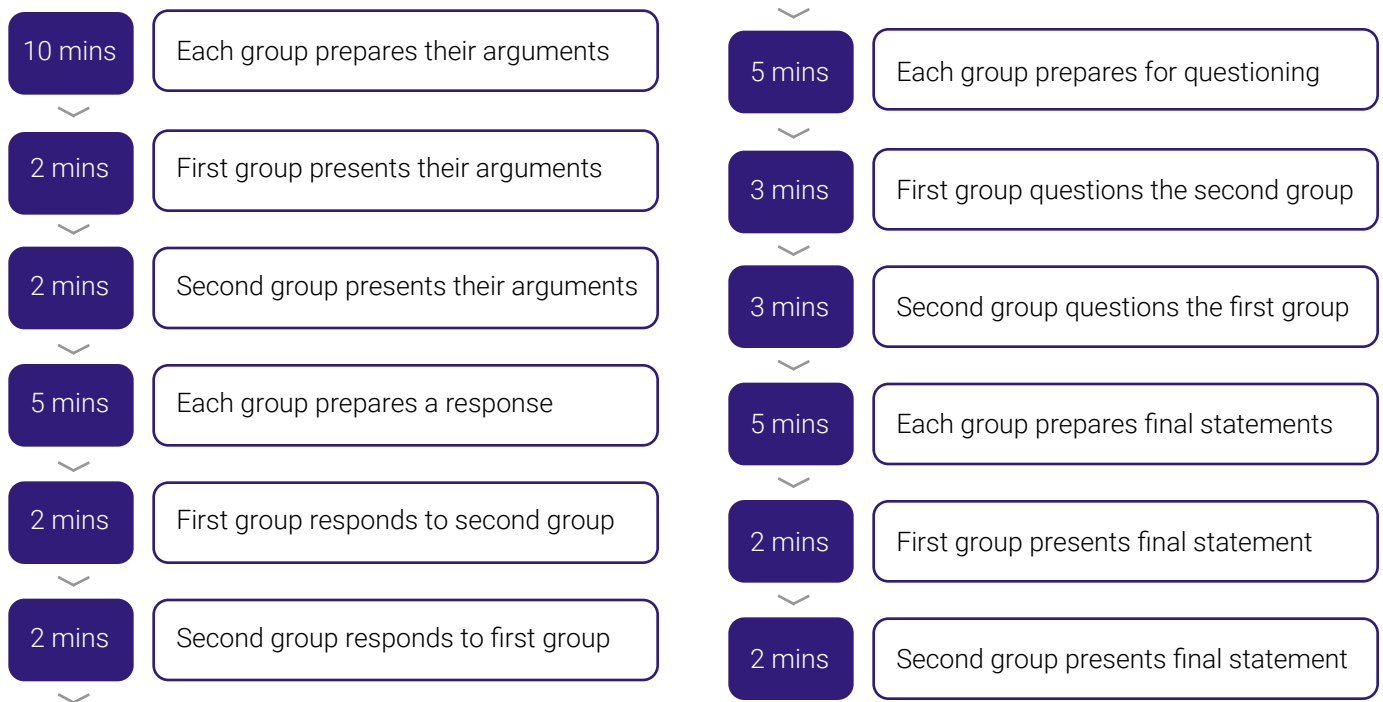 10 mins
Each group prepares their arguments
2 mins
First group presents their arguments
2 mins
Second group presents their arguments
5 mins
Each group prepares a response
2 mins
First group responds to second group
2 mins
Second group responds to first group
5 mins
Each group prepares for questioning
3 mins
First group questions the second group
3 mins
Second group questions the first group
5 mins
Each group prepares final statements
2 mins
First group presents final statement
2 mins
Second group presents final statement